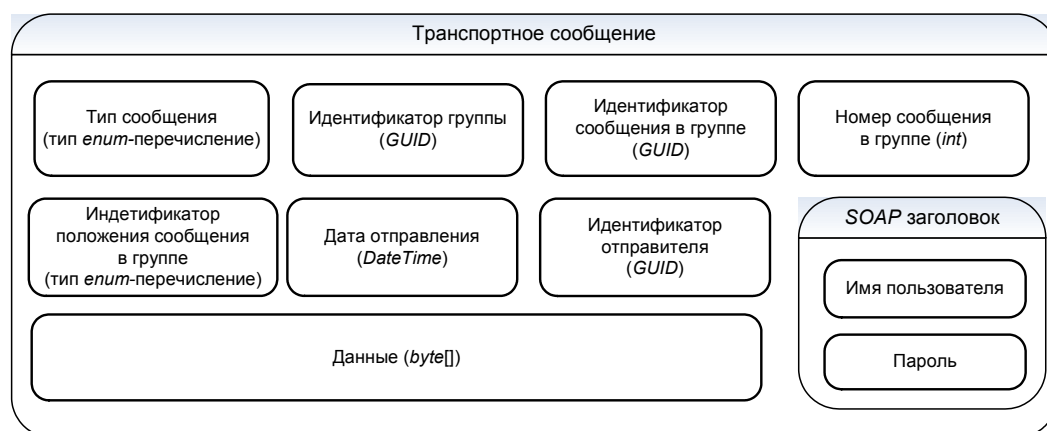 Транспортное сообщение
Тип сообщения
(тип enum-перечисление)
Идентификатор группы
(GUID)
Идентификатор
сообщения в группе
(GUID)
Номер сообщения
в группе (int)
Индетификатор
положения сообщения
в группе
(тип enum-перечисление)
Дата отправления
(DateTime)
Идентификатор
отправителя
(GUID)
SOAP заголовок
Имя пользователя
Пароль
Данные (byte[])